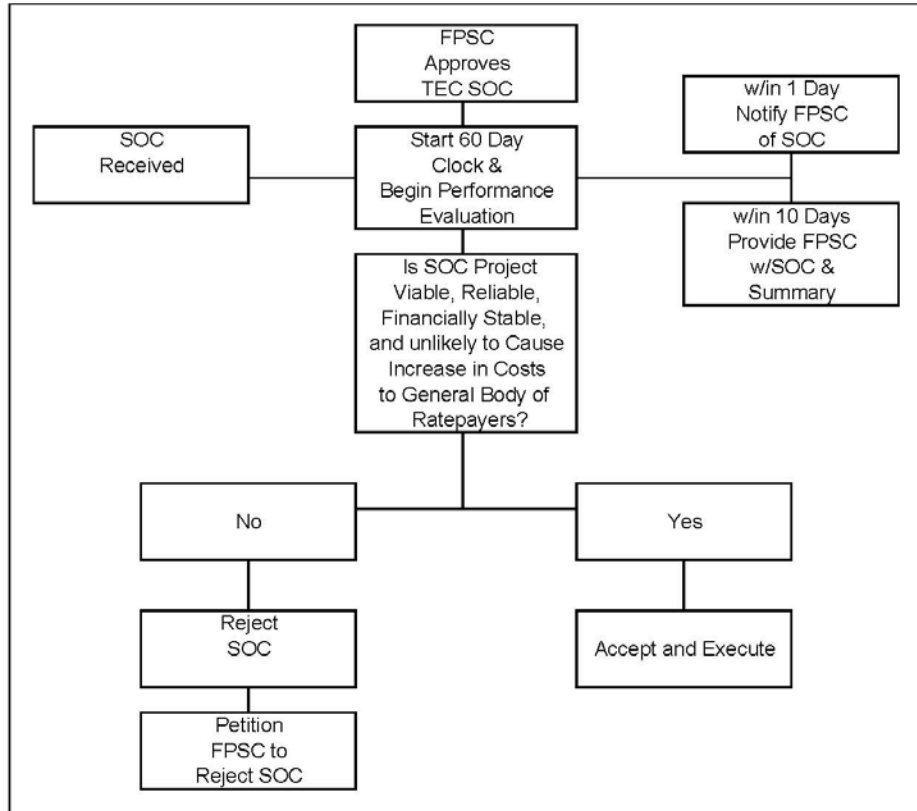 FPSC
Approves
TEC SOC
w/in 1 Day
Notify FPSC
of SOC
SOC
Received
Start 60 Day
Clock &
Begin Performance
Evaluation
w/in 10 Days
Provide FPSC
w/SOC &
Summary
Is SOC Project
Viable, Reliable,
Financially Stable,
and unlikely to Cause
Increase in Costs
to General Body of
Ratepayers?
No
Yes
Reject
SOC
Accept and Execute
Petition
FPSC to
Reject SOC